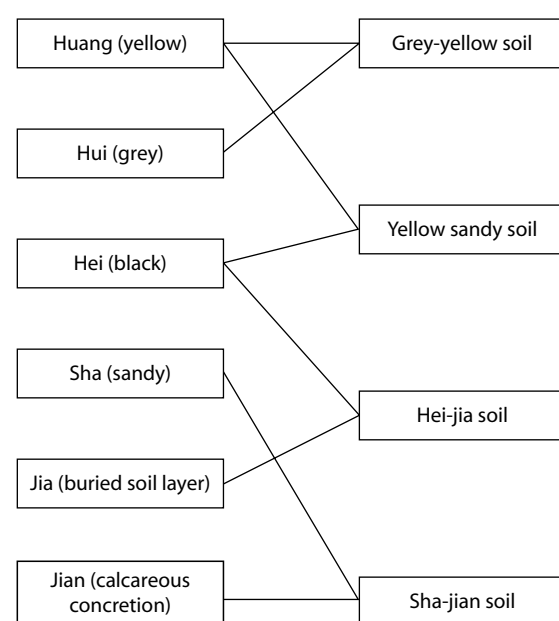 Huang (yellow)
Grey-yellow soil
Hui (grey)
Yellow sandy soil
Hei (black)
Sha (sandy)
Hei-jia soil
Jia (buried soil layer)
Jian (calcareous
concretion)
Sha-jian soil